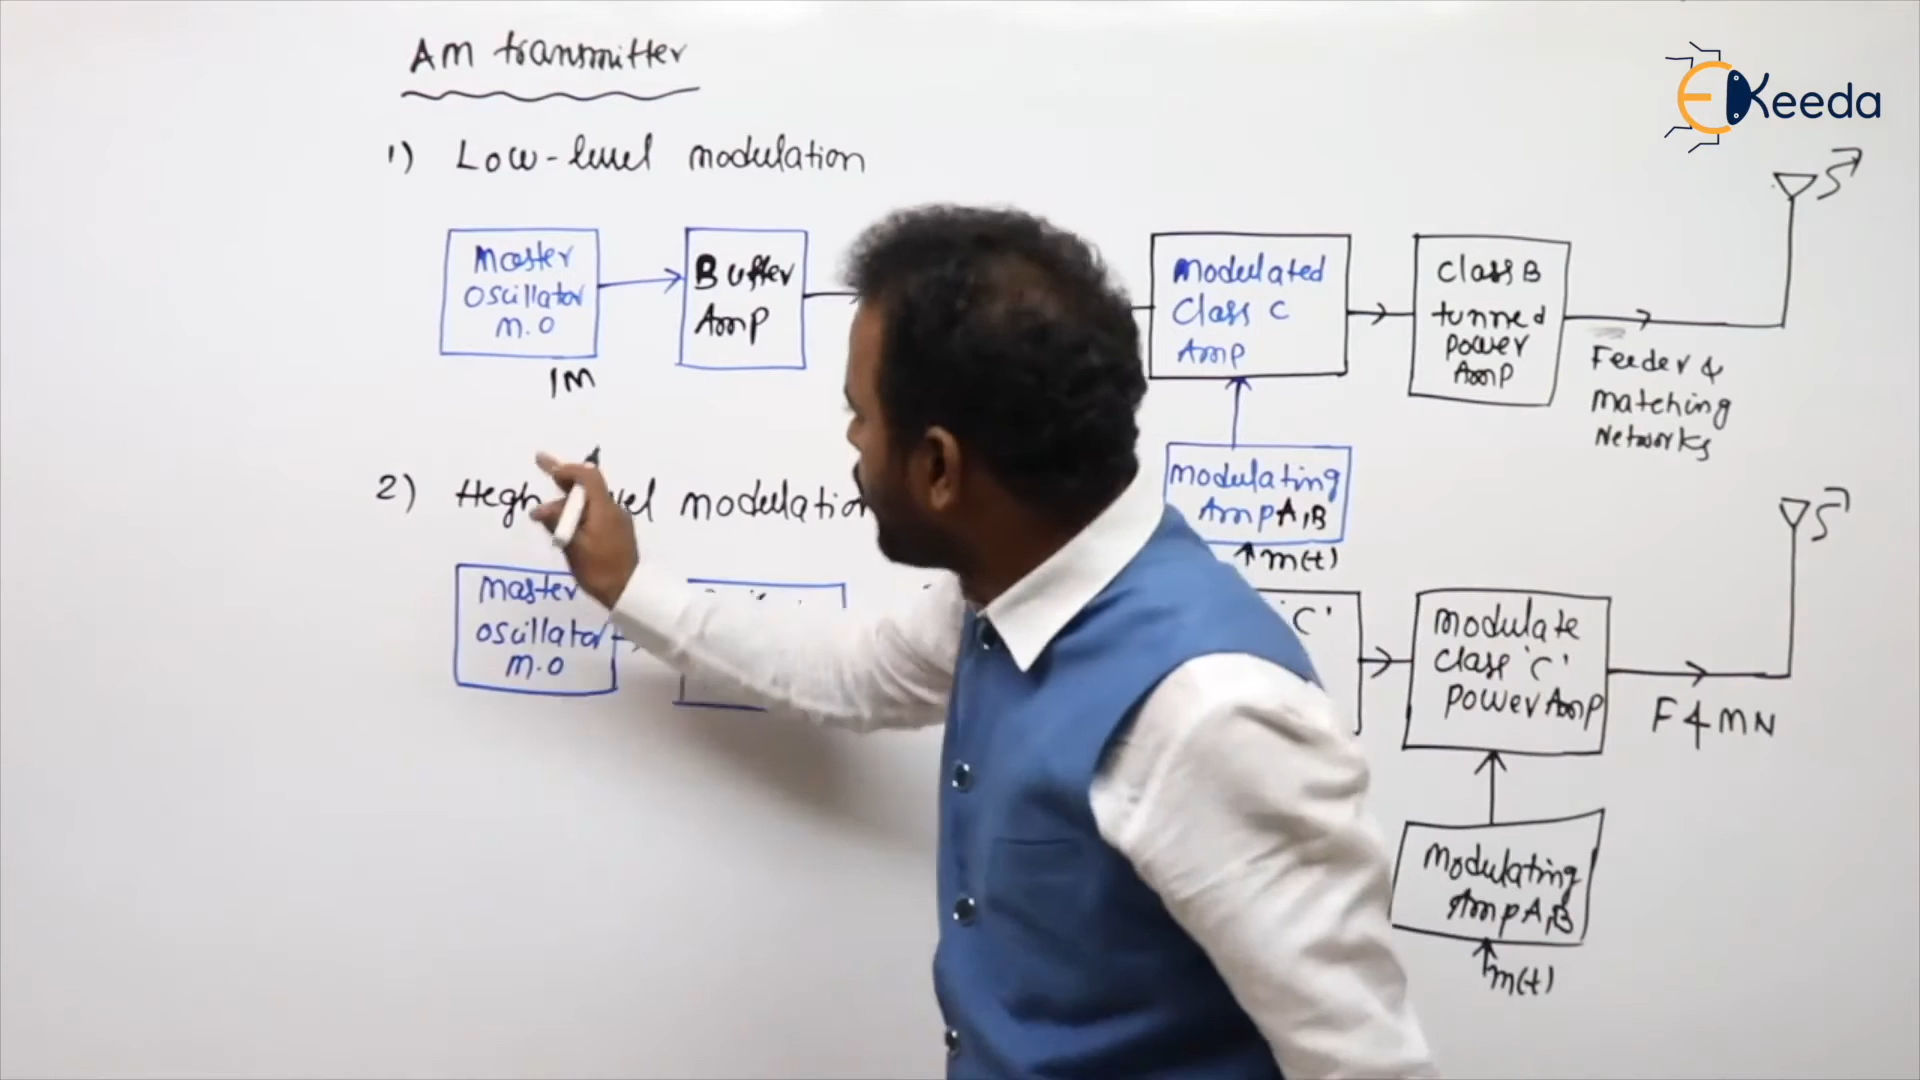 Am transmitter
EKeeda
1) Low-level modulation
Master
Oscillator
M.O
Buffer
Amp
Modulated
Class C
Amp
Class B
tunned
power
Amp
Feeder &
Matching
Networks
1M
Modulating
Amp A,B
m(t)
2) modulation
Master
Oscillator
M.O
'C'
Modulate
Class 'C'
Power Amp
F & MN
Modulating
Amp A,B
m(t)